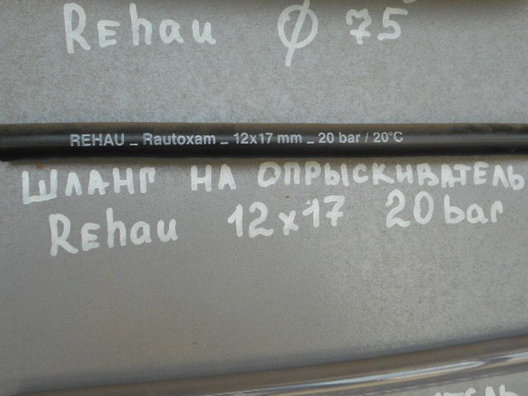 Rehau Ø 75
REHAU _ Rautoxam _ 12x17 mm _ 20 bar / 20°C
ШЛАНГ НА ОПРЫСКИВАТЕЛЬ
Rehau 12x17 20 bar